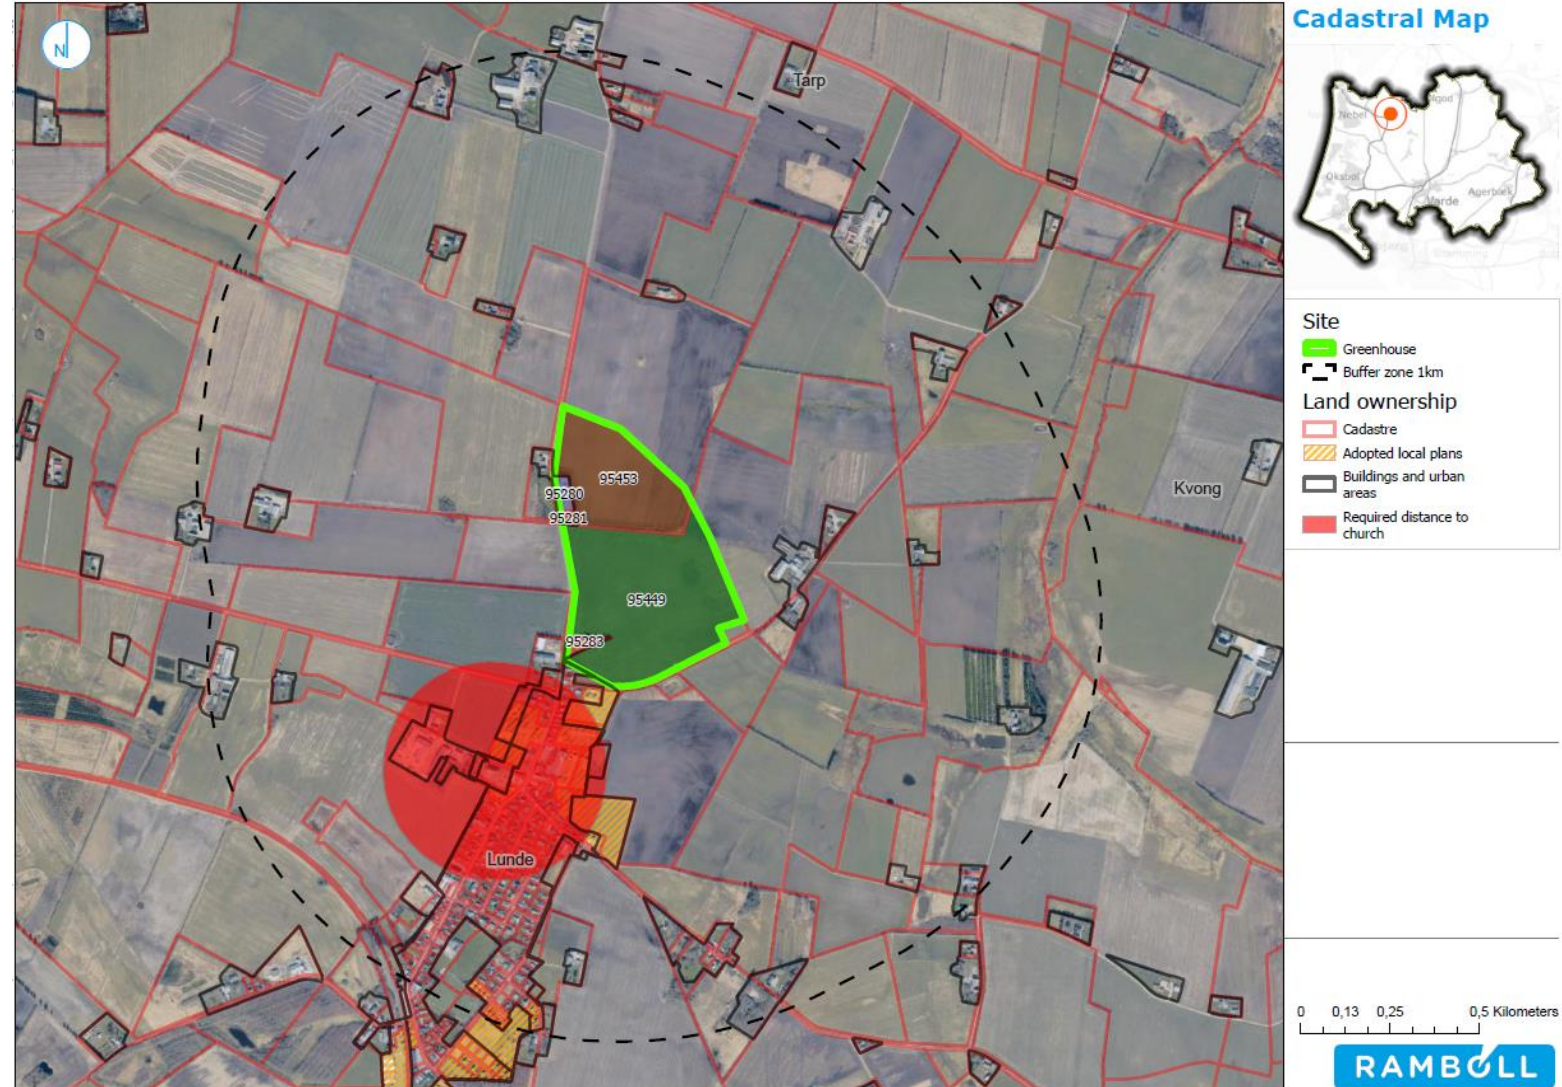 Cadastral Map
N
Tarp
Nebel
Ølgod
Oksbøl
Varde
Agerbæk
Site
Greenhouse
Buffer zone 1km
Land ownership
Cadastre
Adopted local plans
Buildings and urban
areas
Required distance to
church
95453
95280
95281
Kvong
95449
95283
Lunde
0 0,13 0,25 0,5 Kilometers
RAMBOLL